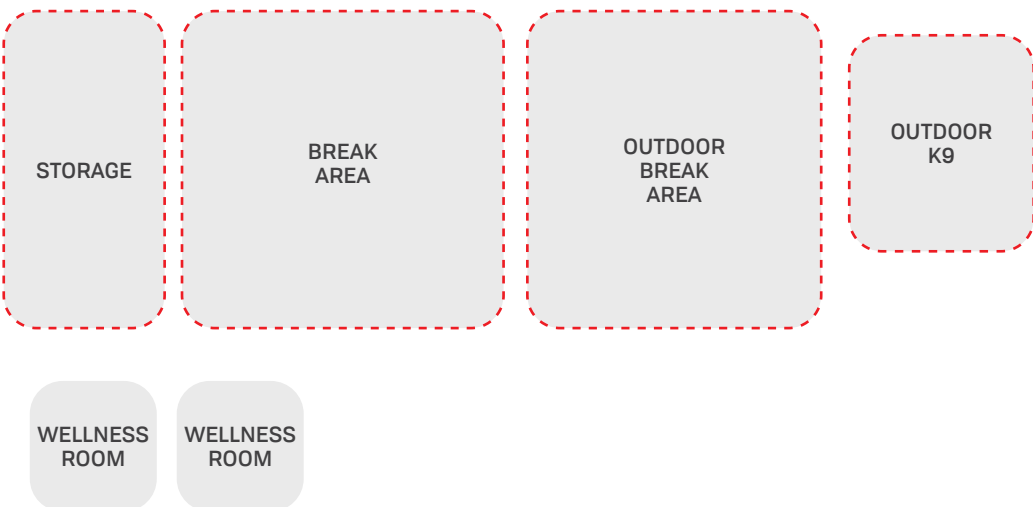 STORAGE
BREAK
AREA
OUTDOOR
BREAK
AREA
OUTDOOR
K9
WELLNESS
ROOM
WELLNESS
ROOM